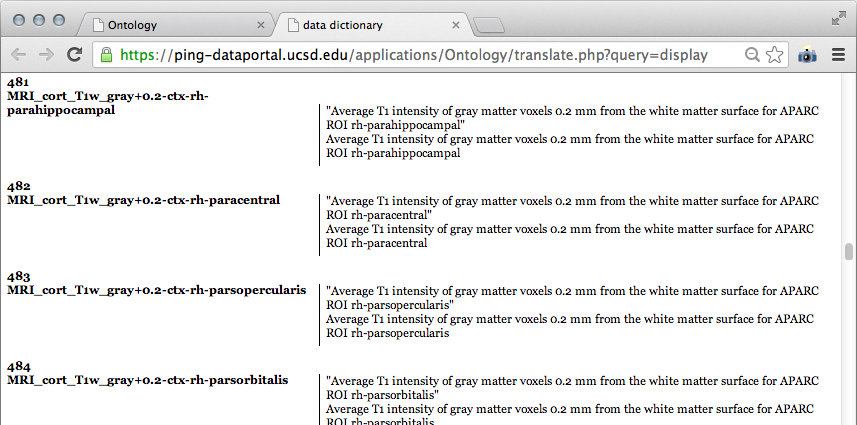 Ontology
data dictionary
https://ping-dataportal.ucsd.edu/applications/Ontology/translate.php?query=display
481
MRI_cort_T1w_gray+0.2-ctx-rh-
parahippocampal
"Average T1 intensity of gray matter voxels 0.2 mm from the white matter surface for APARC
ROI rh-parahippocampal"
Average T1 intensity of gray matter voxels 0.2 mm from the white matter surface for APARC
ROI rh-parahippocampal
482
MRI_cort_T1w_gray+0.2-ctx-rh-paracentral
"Average T1 intensity of gray matter voxels 0.2 mm from the white matter surface for APARC
ROI rh-paracentral"
Average T1 intensity of gray matter voxels 0.2 mm from the white matter surface for APARC
ROI rh-paracentral
483
MRI_cort_T1w_gray+0.2-ctx-rh-parsopercularis
"Average T1 intensity of gray matter voxels 0.2 mm from the white matter surface for APARC
ROI rh-parsopercularis"
Average T1 intensity of gray matter voxels 0.2 mm from the white matter surface for APARC
ROI rh-parsopercularis
484
MRI_cort_T1w_gray+0.2-ctx-rh-parsorbitalis
"Average T1 intensity of gray matter voxels 0.2 mm from the white matter surface for APARC
ROI rh-parsorbitalis"
Average T1 intensity of gray matter voxels 0.2 mm from the white matter surface for APARC
ROI rh-parsorbitalis